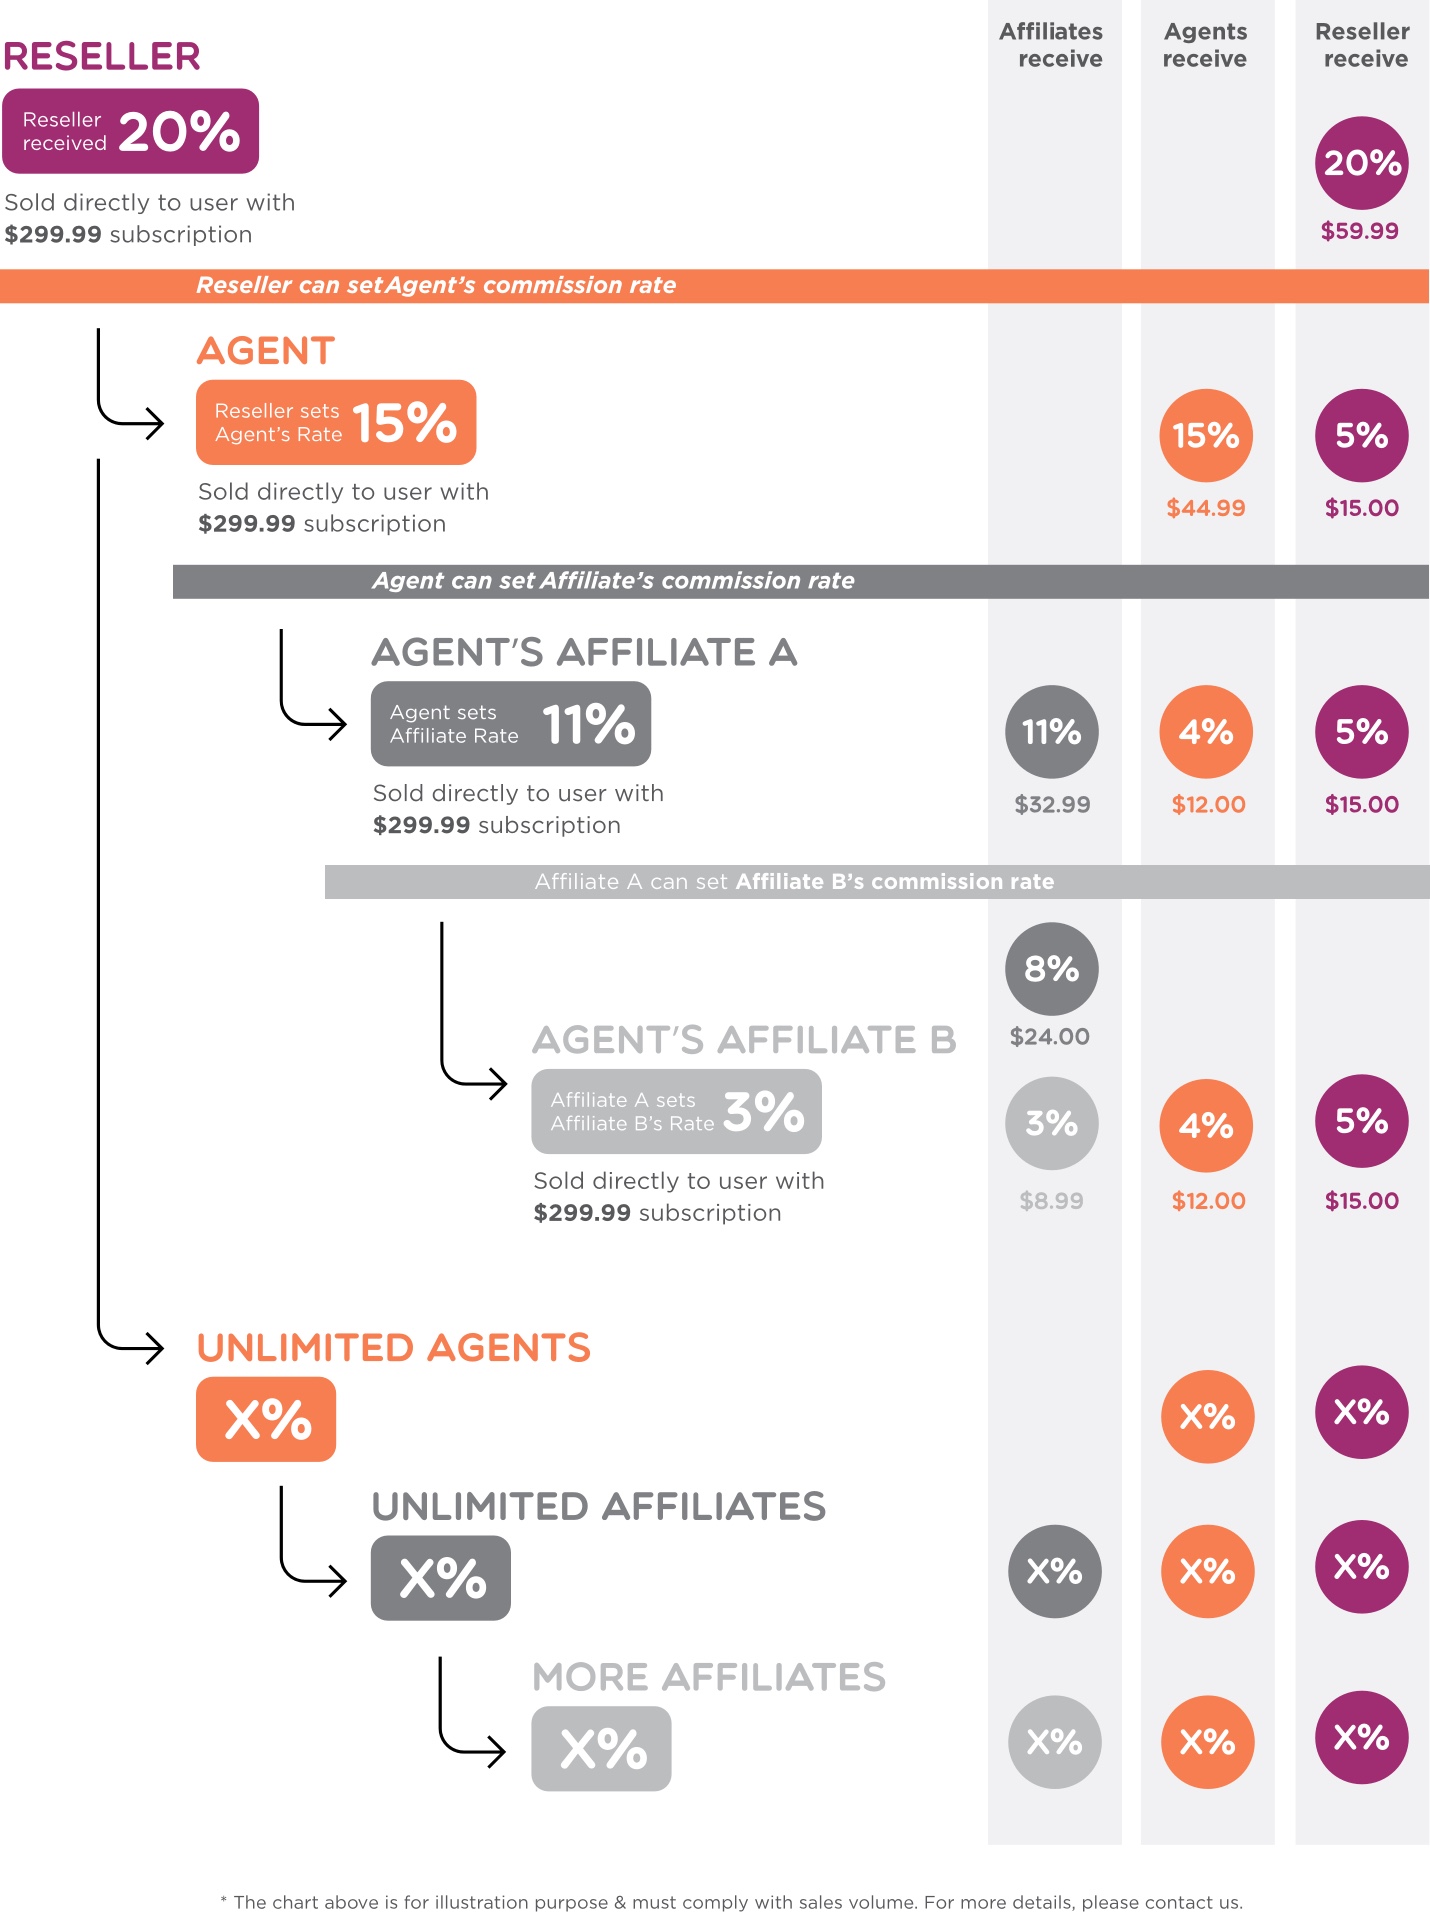 Affiliates
receive
Agents
receive
Reseller
receive
RESELLER
Reseller
received
20%
20%
Sold directly to user with
$299.99 subscription
$59.99
Reseller can set Agent's commission rate
AGENT
Reseller sets
Agent's Rate
15%
15%
5%
Sold directly to user with
$299.99 subscription
$44.99
$15.00
Agent can set Affiliate's commission rate
AGENT'S AFFILIATE A
Agent sets
Affiliate Rate
11%
11%
4%
5%
Sold directly to user with
$299.99 subscription
$32.99
$12.00
$15.00
Affiliate A can set Affiliate B's commission rate
8%
$24.00
AGENT'S AFFILIATE B
Affiliate A sets
Affiliate B's Rate
3%
3%
4%
5%
Sold directly to user with
$299.99 subscription
$8.99
$12.00
$15.00
UNLIMITED AGENTS
X%
X%
X%
UNLIMITED AFFILIATES
X%
X%
X%
X%
MORE AFFILIATES
X%
X%
X%
X%
* The chart above is for illustration purpose & must comply with sales volume. For more details, please contact us.